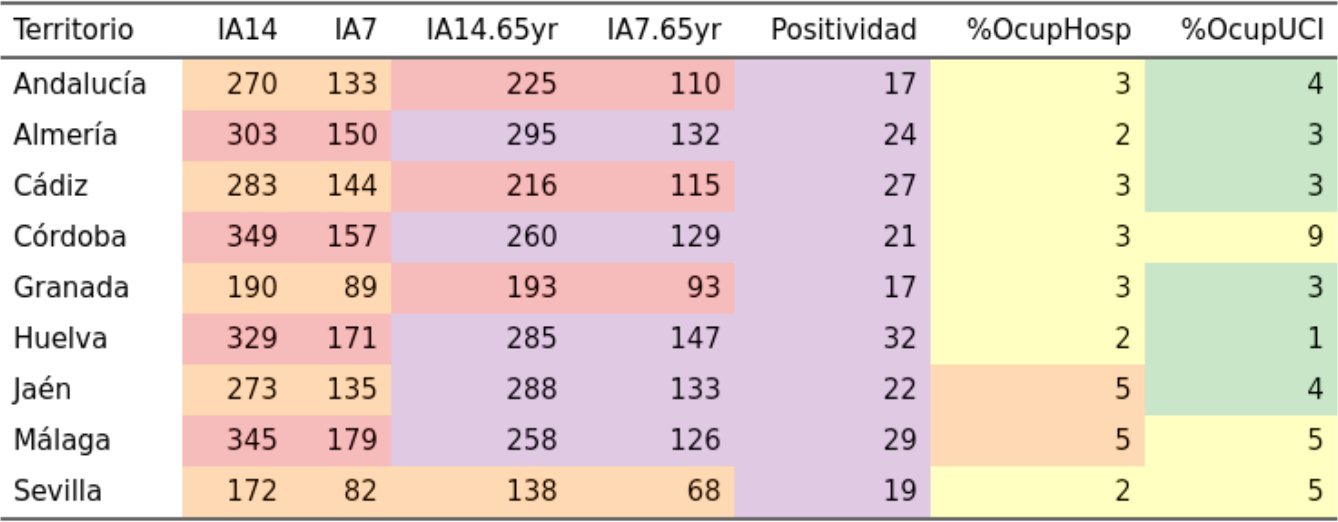 Territorio IA14 IA7 IA14.65yr IA7.65yr Positividad %OcupHosp %OcupUCI
Andalucía 270 133 225 110 17 3 4
Almería 303 150 295 132 24 2 3
Cádiz 283 144 216 115 27 3 3
Córdoba 349 157 260 129 21 3 9
Granada 190 89 193 93 17 3 3
Huelva 329 171 285 147 32 2 1
Jaén 273 135 288 133 22 5 4
Málaga 345 179 258 126 29 5 5
Sevilla 172 82 138 68 19 2 5